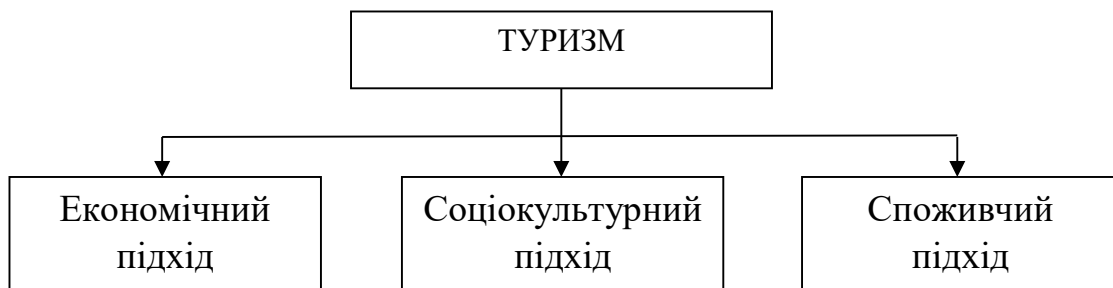 ТУРИЗМ
Економічний
підхід
Соціокультурний
підхід
Споживчий
підхід